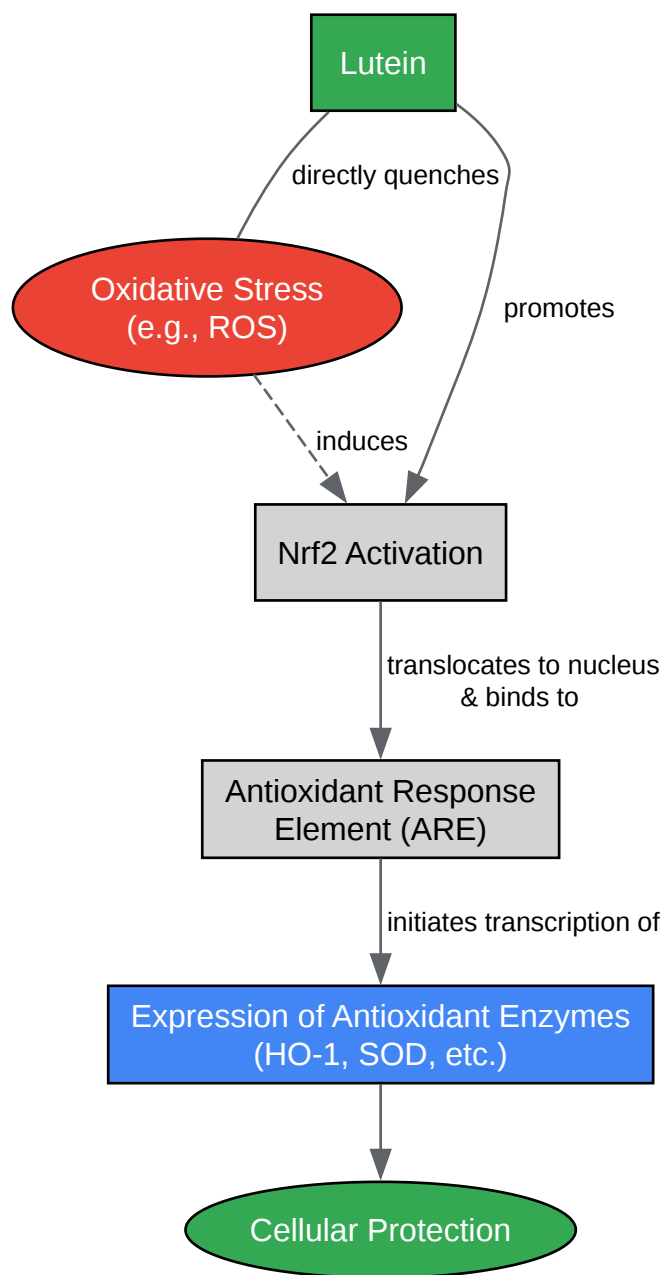 Lutein
directly quenches
Oxidative Stress
(e.g., ROS)
promotes
induces
Nrf2 Activation
translocates to nucleus
& binds to
Antioxidant Response
Element (ARE)
initiates transcription of
Expression of Antioxidant Enzymes
(HO-1, SOD, etc.)
Cellular Protection